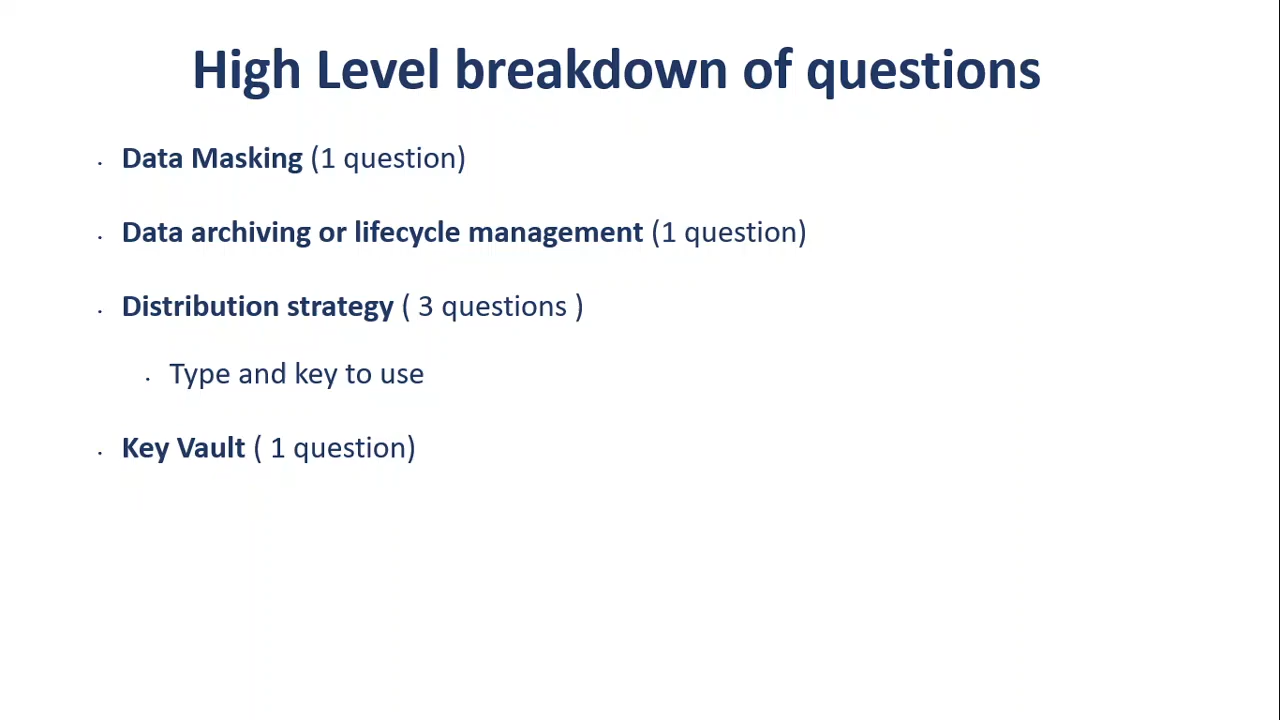 High Level breakdown of questions
· Data Masking (1 question)
· Data archiving or lifecycle management (1 question)
· Distribution strategy ( 3 questions )
· Type and key to use
· Key Vault ( 1 question)